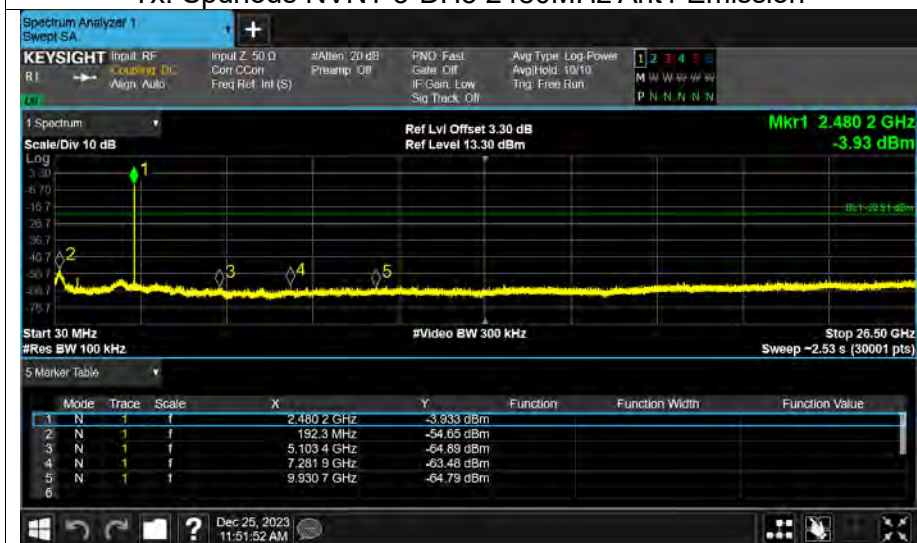 Tx. Spurious NVNT 3-DH5 2480MHz Ant1 Emission
Spectrum Analyzer 1
Swept SA
+
KEYSIGHT Input: RF
R1
Coupling: DC
Align: Auto
Input Z: 50 Ω
Corr CCorr
Freq Ref: Int (S)
#Atten: 20 dB
Preamp: Off
PNO: Fast
Gate: Off
IF Gain: Low
Sig Track: Off
Avg Type: Log-Power
Avg|Hold: 10/10
Trig: Free Run
1 2 3 4 5 6
M W W W W W
P N N N N N
1 Spectrum
Scale/Div 10 dB
Ref Lvl Offset 3.30 dB
Ref Level 13.30 dBm
Mkr1 2.480 2 GHz
-3.93 dBm
Log
3.30
-6.70
-16.7
-26.7
-36.7
-46.7
-56.7
-66.7
-76.7
1
2
3
4
5
Start 30 MHz
#Res BW 100 kHz
#Video BW 300 kHz
Stop 26.50 GHz
Sweep ~2.53 s (30001 pts)
5 Marker Table
Mode Trace Scale X Y Function Function Width Function Value
1 N 1 f 2.480 2 GHz -3.933 dBm
2 N 1 f 192.3 MHz -54.65 dBm
3 N 1 f 5.103 4 GHz -64.89 dBm
4 N 1 f 7.281 9 GHz -63.48 dBm
5 N 1 f 9.930 7 GHz -64.79 dBm
6
?
Dec 25, 2023
11:51:52 AM